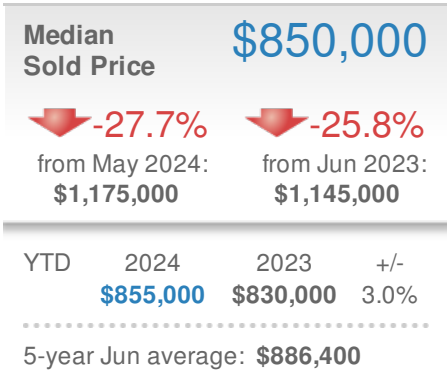 Median
Sold Price
$850,000
-27.7%
from May 2024:
$1,175,000
-25.8%
from Jun 2023:
$1,145,000
YTD 2024 2023 +/-
$855,000 $830,000 3.0%
5-year Jun average: $886,400